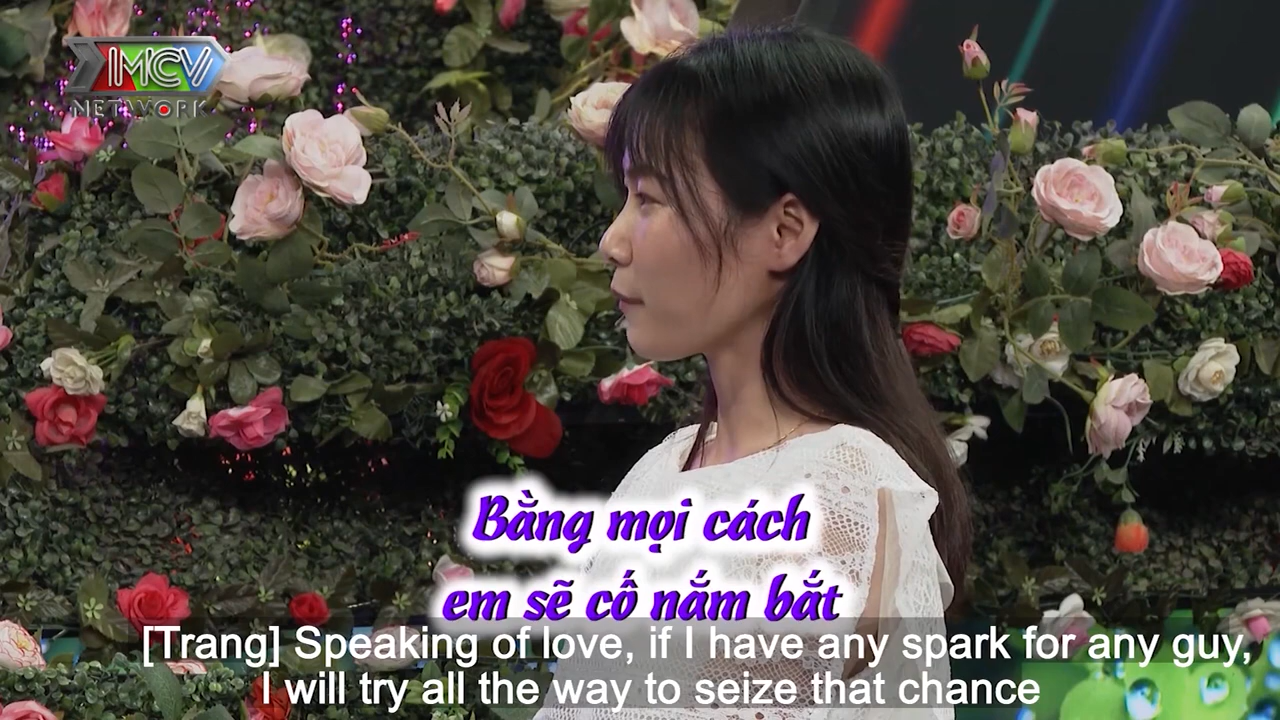 MCV
NETWORK
Bằng mọi cách
em sẽ cố nắm bắt
[Trang] Speaking of love, if I have any spark for any guy,
I will try all the way to seize that chance